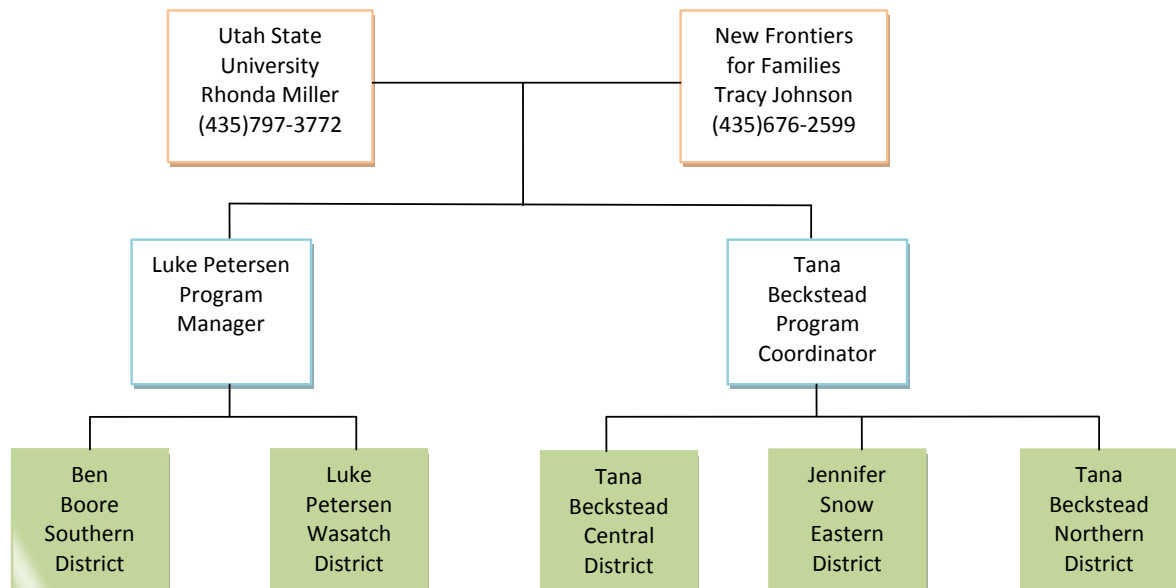 Utah State
University
Rhonda Miller
(435)797-3772
New Frontiers
for Families
Tracy Johnson
(435)676-2599
Luke Petersen
Program
Manager
Tana
Beckstead
Program
Coordinator
Ben
Boore
Southern
District
Luke
Petersen
Wasatch
District
Tana
Beckstead
Central
District
Jennifer
Snow
Eastern
District
Tana
Beckstead
Northern
District